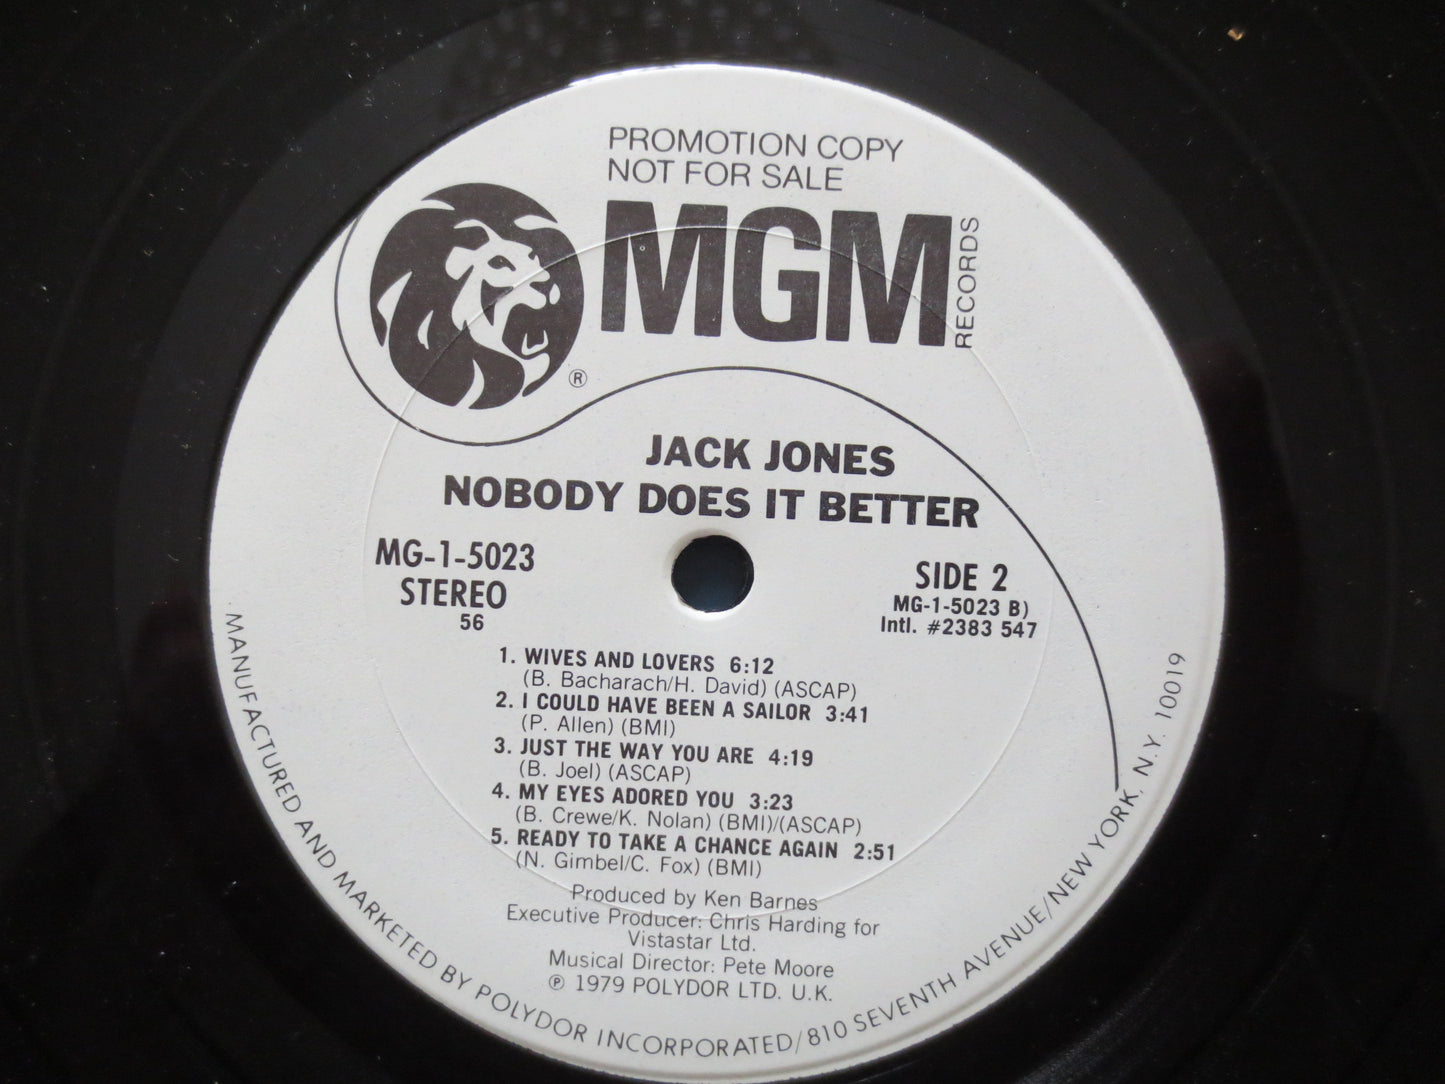 PROMOTION COPY
NOT FOR SALE
MGM
RECORDS
®
JACK JONES
NOBODY DOES IT BETTER
MG-1-5023
STEREO
56
SIDE 2
MG-1-5023 B)
Intl. #2383 547
1. WIVES AND LOVERS 6:12
(B. Bacharach/H. David) (ASCAP)
2. I COULD HAVE BEEN A SAILOR 3:41
(P. Allen) (BMI)
3. JUST THE WAY YOU ARE 4:19
(B. Joel) (ASCAP)
4. MY EYES ADORED YOU 3:23
(B. Crewe/K. Nolan) (BMI)/(ASCAP)
5. READY TO TAKE A CHANCE AGAIN 2:51
(N. Gimbel/C. Fox) (BMI)
Produced by Ken Barnes
Executive Producer: Chris Harding for
Vistastar Ltd.
Musical Director: Pete Moore
℗ 1979 POLYDOR LTD. U.K.
MANUFACTURED AND MARKETED BY POLYDOR INCORPORATED/810 SEVENTH AVENUE/NEW YORK, N.Y. 10019